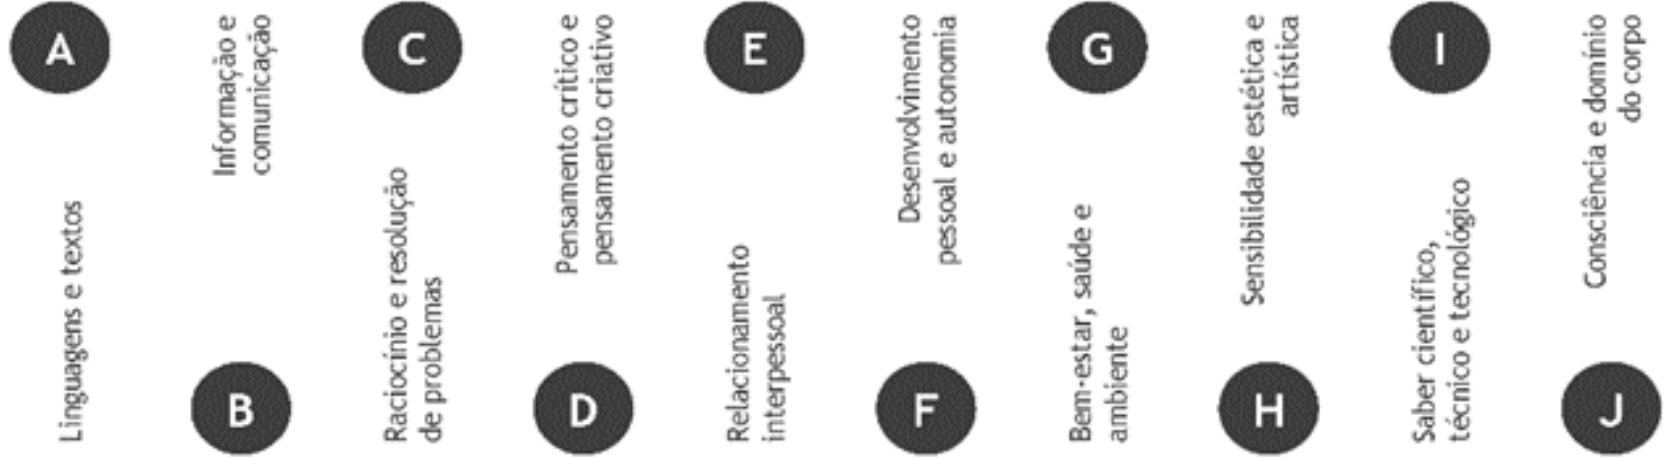 A
Linguagens e textos
B
Informação e
comunicação
C
Raciocínio e resolução
de problemas
D
Pensamento crítico e
pensamento criativo
E
Relacionamento
interpessoal
F
Desenvolvimento
pessoal e autonomia
G
Bem-estar, saúde e
ambiente
H
Sensibilidade estética e
artística
I
Saber científico,
técnico e tecnológico
J
Consciência e domínio
do corpo